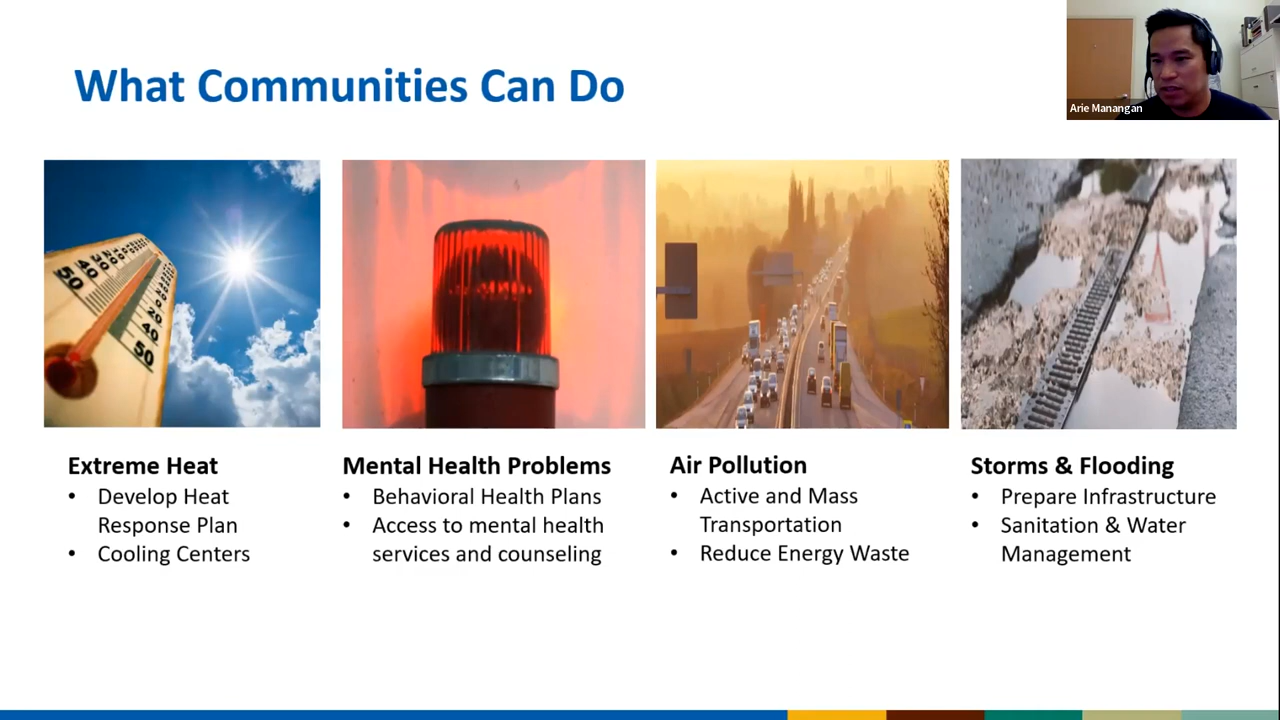 What Communities Can Do
Arie Manangan
Extreme Heat
• Develop Heat
Response Plan
• Cooling Centers
Mental Health Problems
• Behavioral Health Plans
• Access to mental health
services and counseling
Air Pollution
• Active and Mass
Transportation
• Reduce Energy Waste
Storms & Flooding
• Prepare Infrastructure
• Sanitation & Water
Management